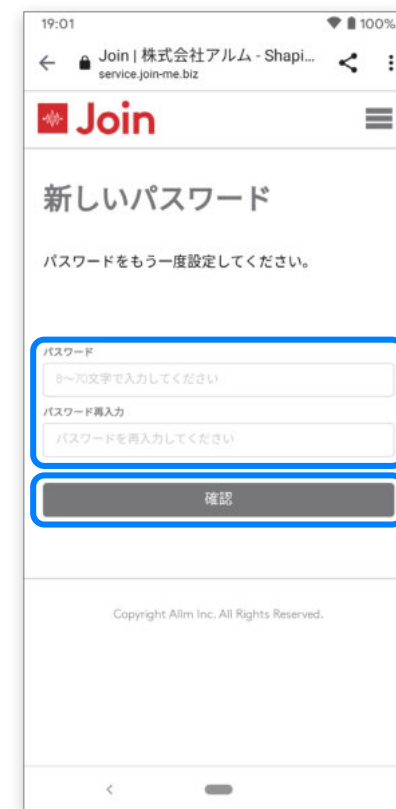 19:01
100%
Join | 株式会社アルム - Shapi...
service.join-me.biz
Join
新しいパスワード
パスワードをもう一度設定してください。
パスワード
8〜70文字で入力してください
パスワード再入力
パスワードを再入力してください
確認
Copyright Allm Inc. All Rights Reserved.